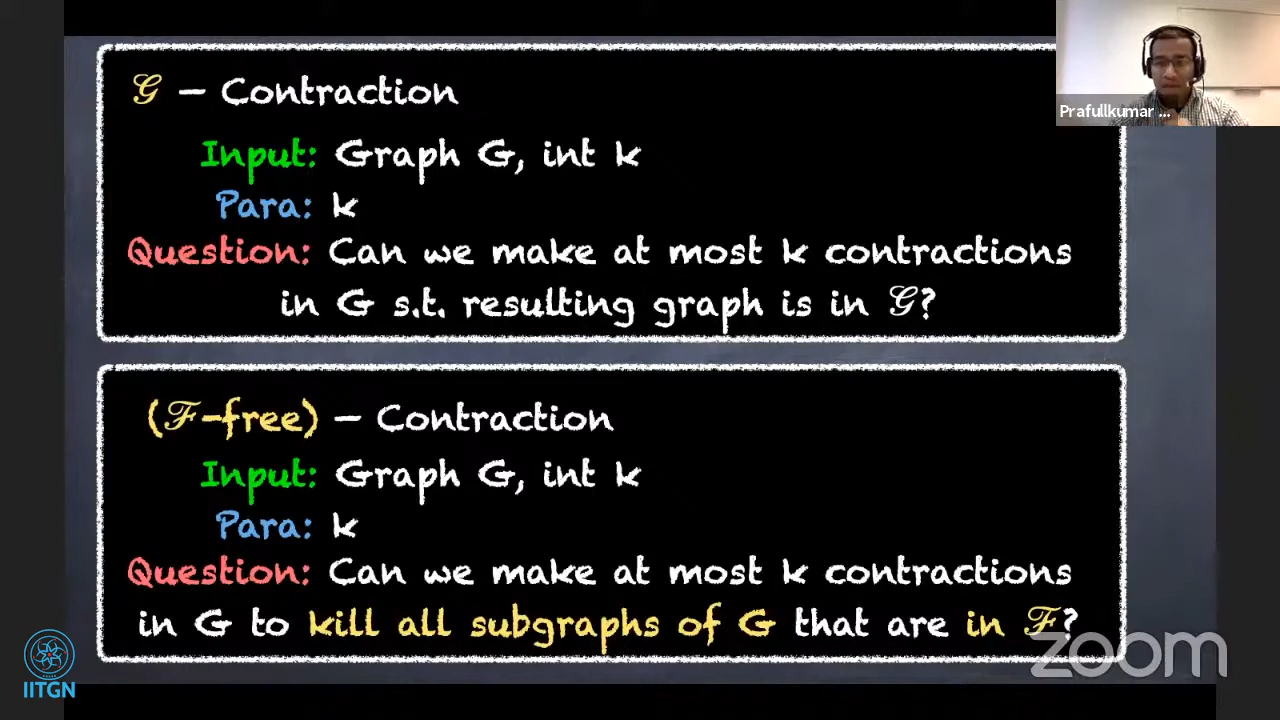 𝒢 – Contraction
Input: Graph G, int k
Para: k
Question: Can we make at most k contractions
in G s.t. resulting graph is in 𝒢?
(ℱ-free) – Contraction
Input: Graph G, int k
Para: k
Question: Can we make at most k contractions
in G to kill all subgraphs of G that are in ℱ?
Prafullkumar ...
zoom
IITGN